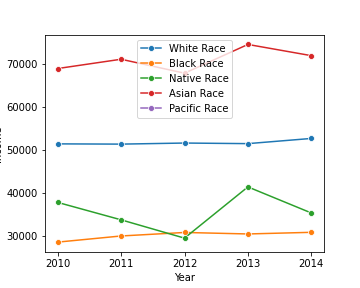 White Race
Black Race
Native Race
Asian Race
Pacific Race
70000
60000
50000
40000
30000
2010
2011
2012
2013
2014
Year